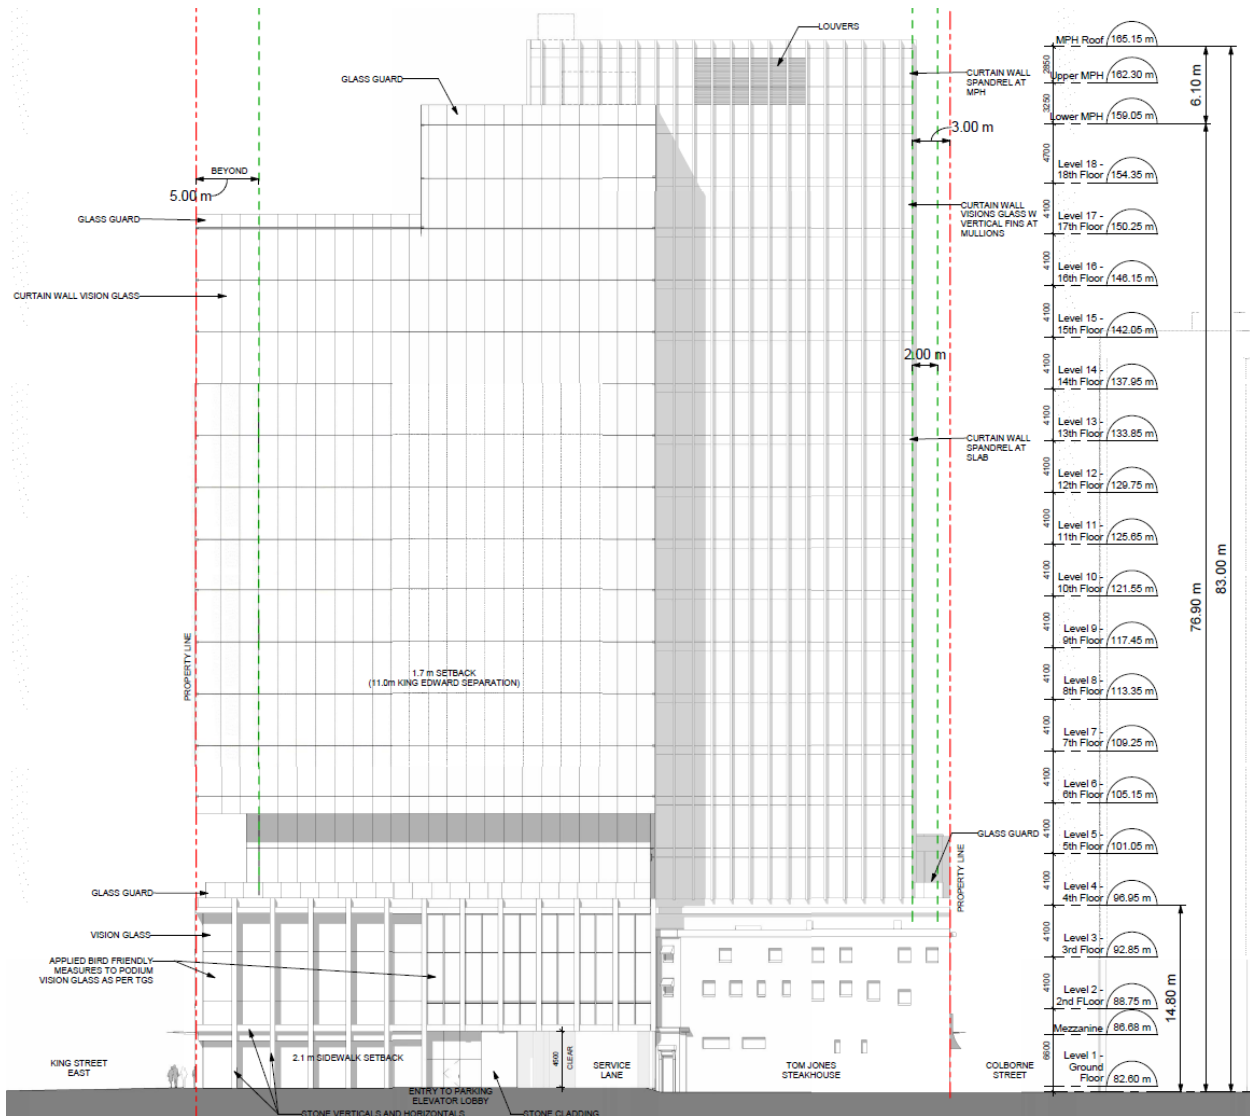 LOUVERS
GLASS GUARD
CURTAIN WALL
SPANDREL AT
MPH
3.00 m
BEYOND
5.00 m
GLASS GUARD
CURTAIN WALL
VISIONS GLASS W
VERTICAL FINS AT
MULLIONS
CURTAIN WALL VISION GLASS
2.00 m
CURTAIN WALL
SPANDREL AT
SLAB
PROPERTY LINE
1.7 m SETBACK
(11.0m KING EDWARD SEPARATION)
GLASS GUARD
PROPERTY LINE
GLASS GUARD
VISION GLASS
APPLIED BIRD FRIENDLY
MEASURES TO PODIUM
VISION GLASS AS PER TGS
2.1 m SIDEWALK SETBACK
4500
CLEAR
KING STREET
EAST
SERVICE
LANE
TOM JONES
STEAKHOUSE
COLBORNE
STREET
ENTRY TO PARKING
ELEVATOR LOBBY
STONE VERTICALS AND HORIZONTALS
STONE CLADDING
MPH Roof 165.15 m
2850
Upper MPH 162.30 m
3250
Lower MPH 159.05 m
4700
Level 18 -
18th Floor 154.35 m
4100
Level 17 -
17th Floor 150.25 m
4100
Level 16 -
16th Floor 146.15 m
4100
Level 15 -
15th Floor 142.05 m
4100
Level 14 -
14th Floor 137.95 m
4100
Level 13 -
13th Floor 133.85 m
4100
Level 12 -
12th Floor 129.75 m
4100
Level 11 -
11th Floor 125.65 m
4100
Level 10 -
10th Floor 121.55 m
4100
Level 9 -
9th Floor 117.45 m
4100
Level 8 -
8th Floor 113.35 m
4100
Level 7 -
7th Floor 109.25 m
4100
Level 6 -
6th Floor 105.15 m
4100
Level 5 -
5th Floor 101.05 m
4100
Level 4 -
4th Floor 96.95 m
4100
Level 3 -
3rd Floor 92.85 m
4100
Level 2 -
2nd FLoor 88.75 m
Mezzanine 86.68 m
6600
Level 1 -
Ground
Floor 82.60 m
6.10 m
76.90 m
83.00 m
14.80 m